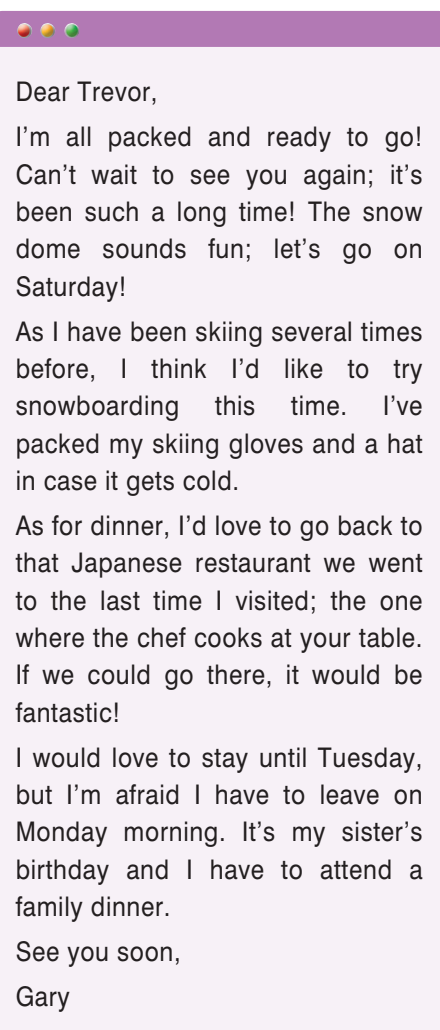 Dear Trevor,
I'm all packed and ready to go!
Can't wait to see you again; it's
been such a long time! The snow
dome sounds fun; let's go on
Saturday!
As I have been skiing several times
before, I think I'd like to try
snowboarding this time. I've
packed my skiing gloves and a hat
in case it gets cold.
As for dinner, I'd love to go back to
that Japanese restaurant we went
to the last time I visited; the one
where the chef cooks at your table.
If we could go there, it would be
fantastic!
I would love to stay until Tuesday,
but I'm afraid I have to leave on
Monday morning. It's my sister's
birthday and I have to attend a
family dinner.
See you soon,
Gary